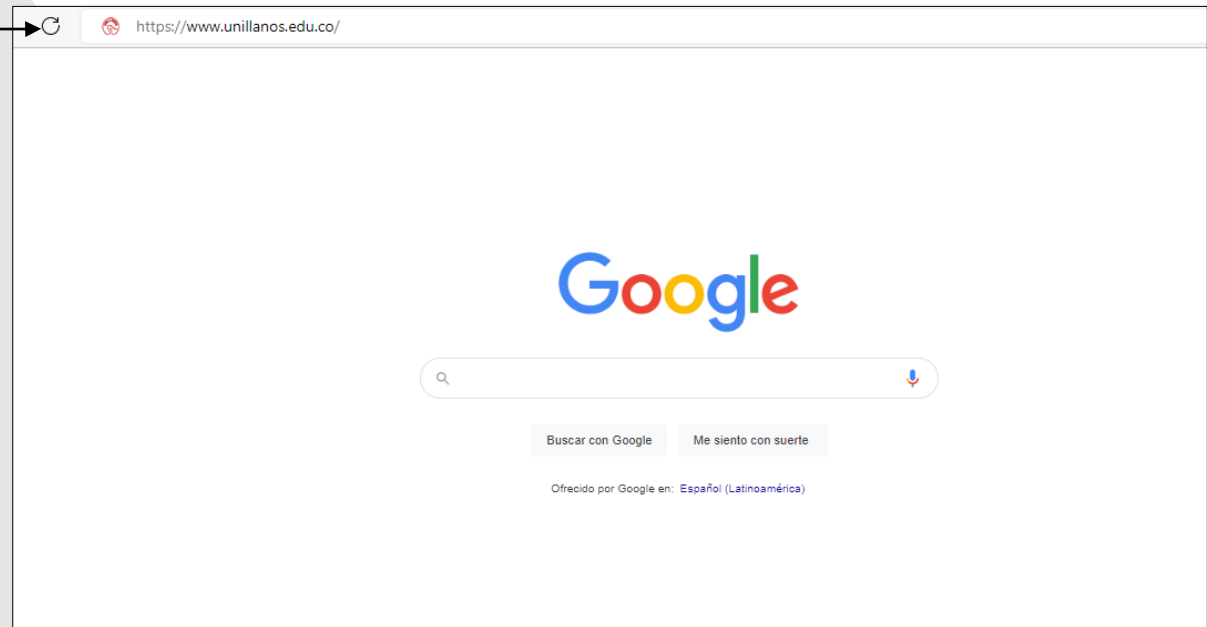 https://www.unillanos.edu.co/
Google
Buscar con Google Me siento con suerte
Ofrecido por Google en: Español (Latinoamérica)